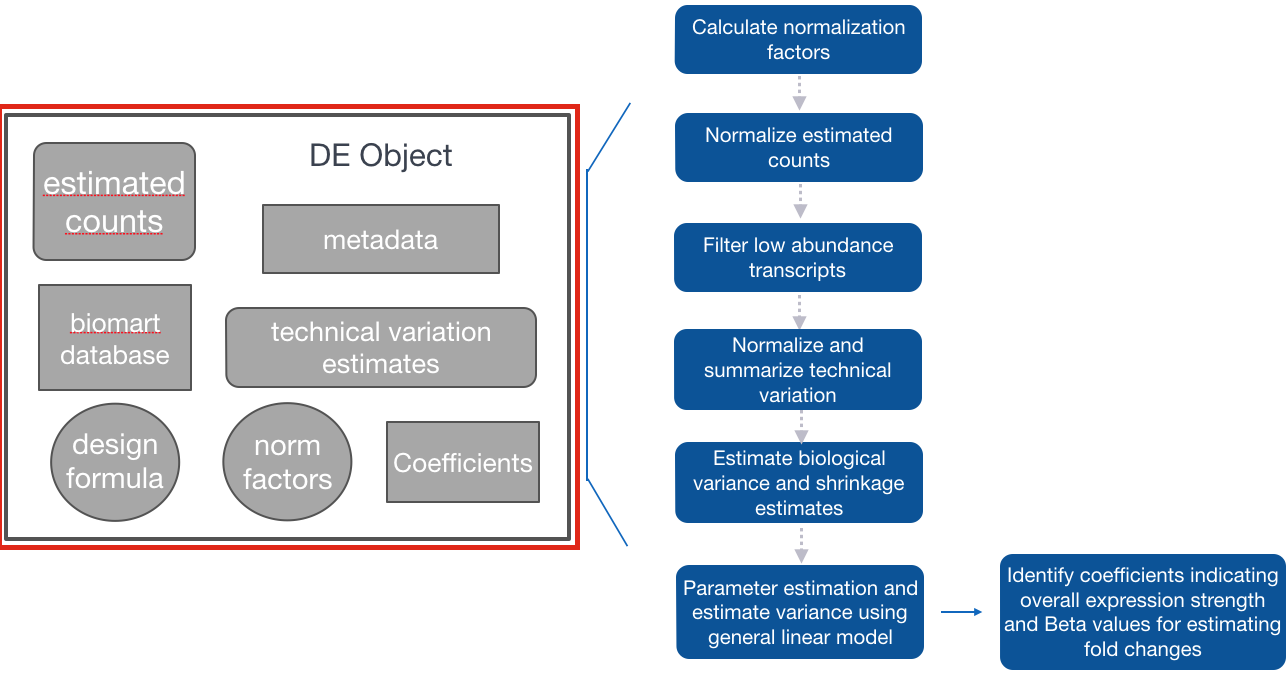 DE Object
estimated
counts
metadata
biomart
database
technical variation
estimates
design
formula
norm
factors
Coefficients
Calculate normalization
factors
Normalize estimated
counts
Filter low abundance
transcripts
Normalize and
summarize technical
variation
Estimate biological
variance and shrinkage
estimates
Parameter estimation and
estimate variance using
general linear model
Identify coefficients indicating
overall expression strength
and Beta values for estimating
fold changes